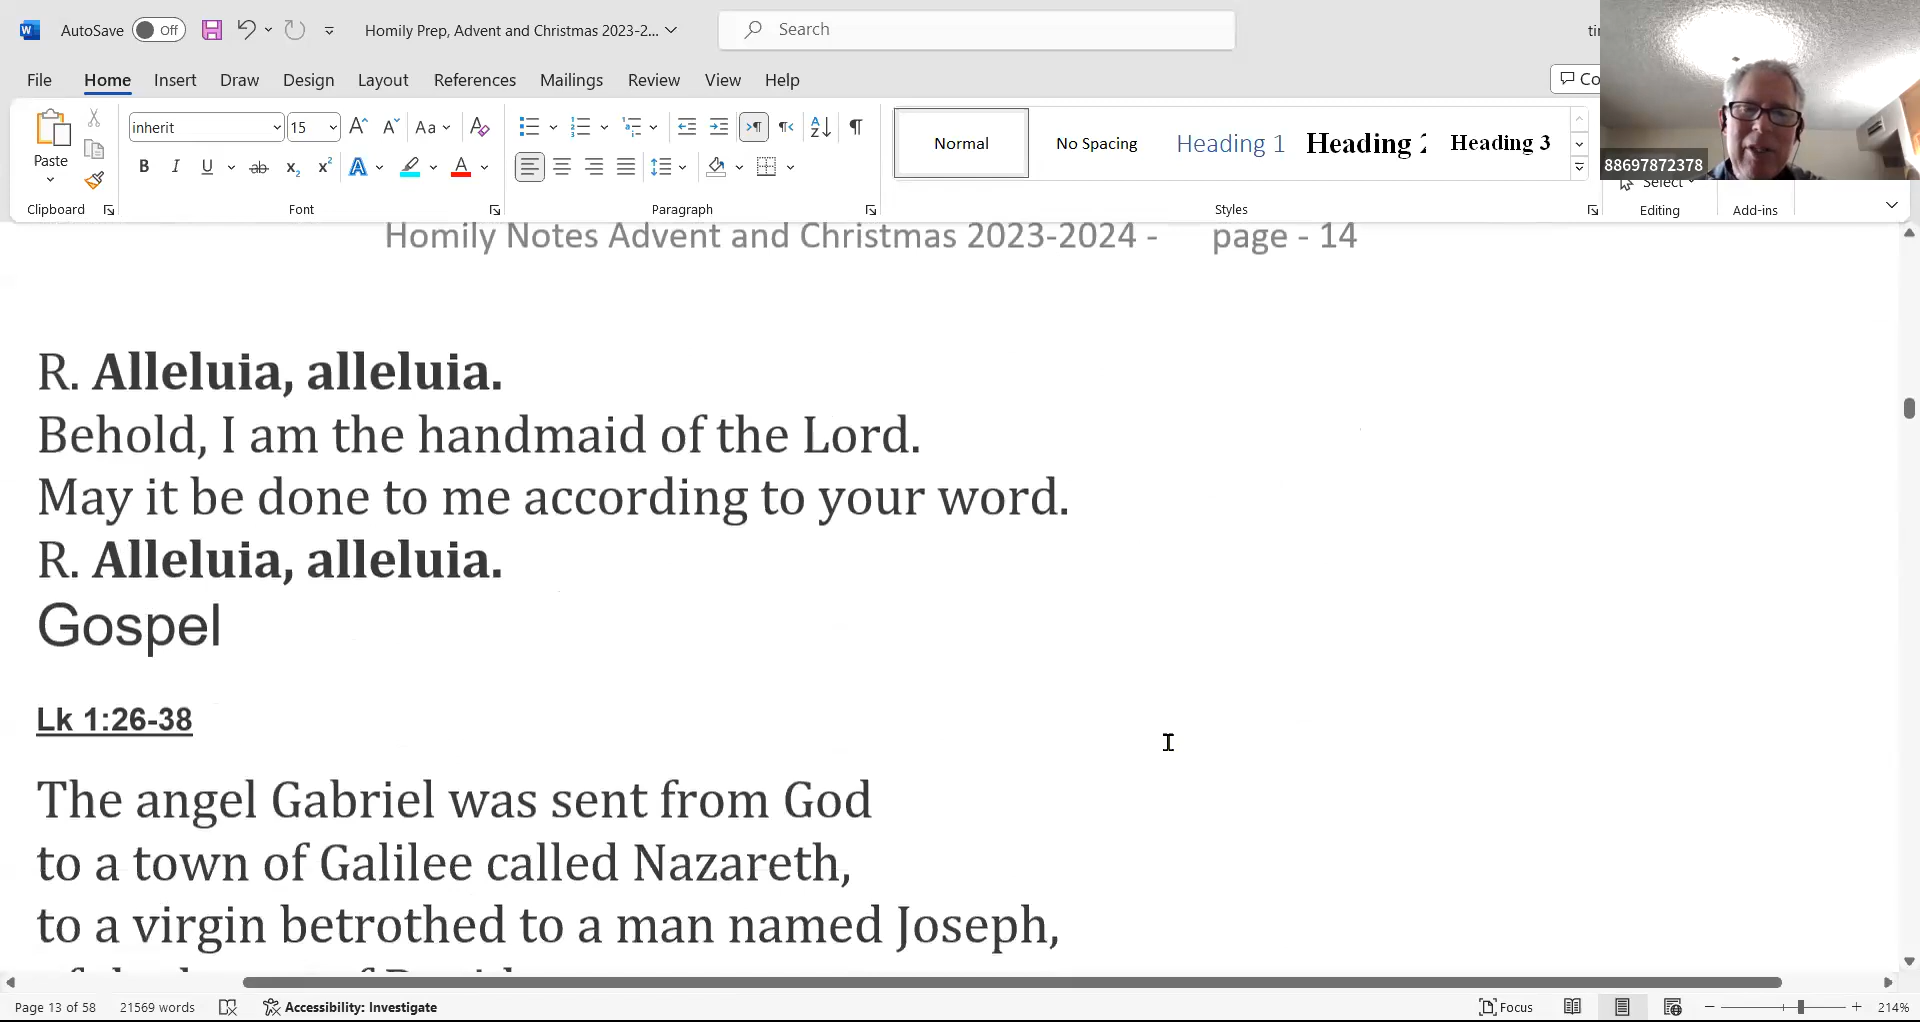 AutoSave Off Homily Prep, Advent and Christmas 2023-2... Search
File Home Insert Draw Design Layout References Mailings Review View Help Co
Paste inherit 15 Aa Normal No Spacing Heading 1 Heading 2 Heading 3
88697872378
Select
Clipboard Font Paragraph Styles Editing Add-ins
Homily Notes Advent and Christmas 2023-2024 - page - 14
R. Alleluia, alleluia.
Behold, I am the handmaid of the Lord.
May it be done to me according to your word.
R. Alleluia, alleluia.
Gospel
Lk 1:26-38
The angel Gabriel was sent from God
to a town of Galilee called Nazareth,
to a virgin betrothed to a man named Joseph,
Page 13 of 58 21569 words Accessibility: Investigate Focus 214%